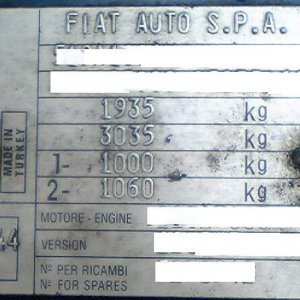 FIAT AUTO S.P.A.
1935 kg
3035 kg
1- 1000 kg
2- 1060 kg
MADE IN
TURKEY
44
MOTORE - ENGINE
VERSION
Nº PER RICAMBI
Nº FOR SPARES